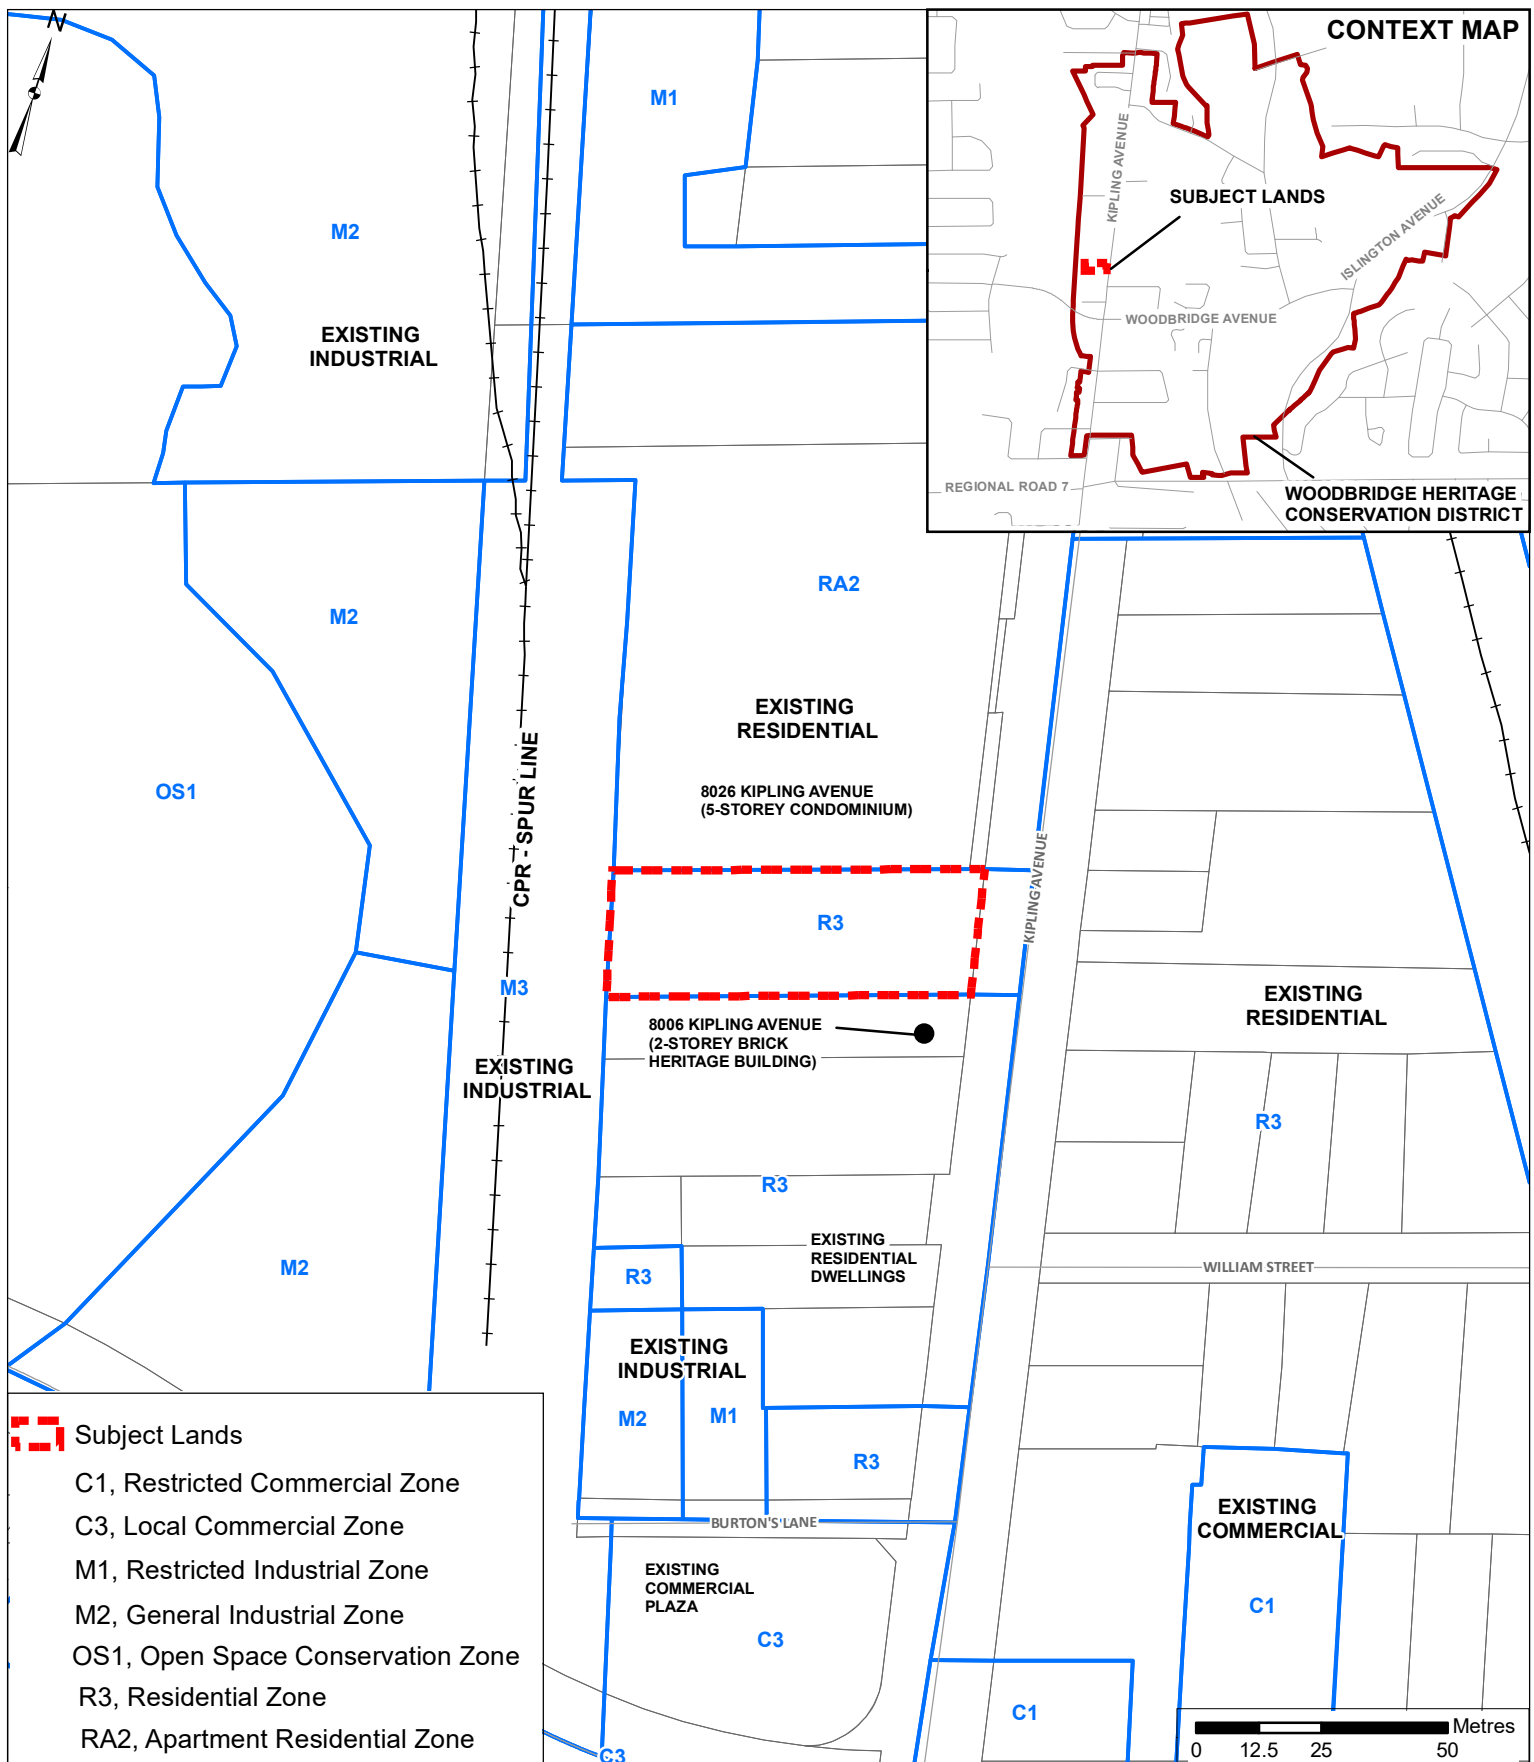 N
CONTEXT MAP
KIPLING AVENUE
SUBJECT LANDS
ISLINGTON AVENUE
WOODBRIDGE AVENUE
REGIONAL ROAD 7
WOODBRIDGE HERITAGE
CONSERVATION DISTRICT
M1
M2
EXISTING
INDUSTRIAL
RA2
M2
EXISTING
RESIDENTIAL
8026 KIPLING AVENUE
(5-STOREY CONDOMINIUM)
OS1
CPR - SPUR LINE
KIPLING AVENUE
R3
M3
EXISTING
RESIDENTIAL
8006 KIPLING AVENUE
(2-STOREY BRICK
HERITAGE BUILDING)
EXISTING
INDUSTRIAL
R3
R3
EXISTING
RESIDENTIAL
DWELLINGS
M2
R3
WILLIAM STREET
EXISTING
INDUSTRIAL
M2
M1
R3
BURTON'S LANE
EXISTING
COMMERCIAL
EXISTING
COMMERCIAL
PLAZA
C1
C3
C1
C3
Subject Lands
C1, Restricted Commercial Zone
C3, Local Commercial Zone
M1, Restricted Industrial Zone
M2, General Industrial Zone
OS1, Open Space Conservation Zone
R3, Residential Zone
RA2, Apartment Residential Zone
Metres
0 12.5 25 50